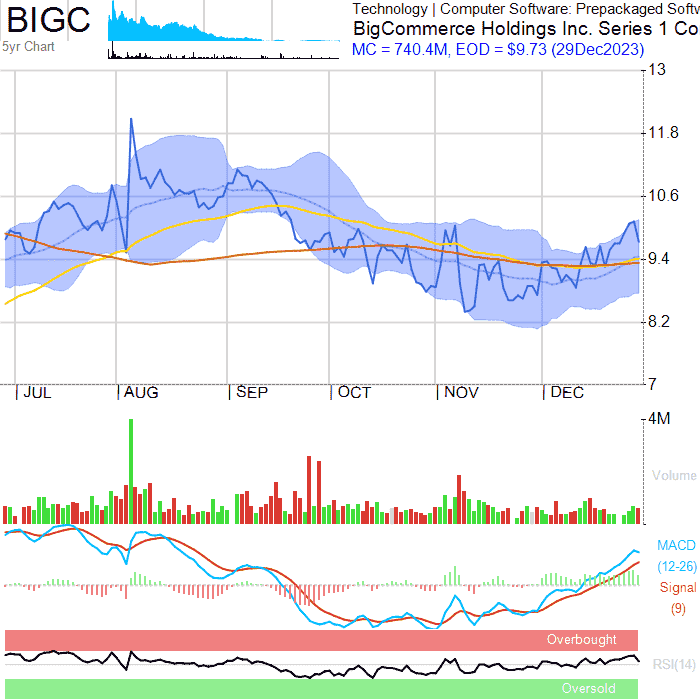 BIGC
5yr Chart
Technology | Computer Software: Prepackaged Softw
BigCommerce Holdings Inc. Series 1 Co
MC = 740.4M, EOD = $9.73 (29Dec2023)
13
11.8
10.6
9.4
8.2
7
JUL AUG SEP OCT NOV DEC
4M
Volume
MACD
(12-26)
Signal
(9)
Overbought
RSI(14)
Oversold